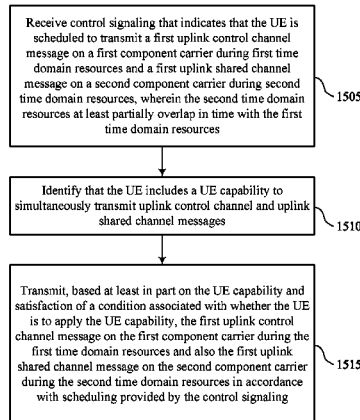 Receive control signaling that indicates that the UE is
scheduled to transmit a first uplink control channel
message on a first component carrier during first time
domain resources and a first uplink shared channel
message on a second component carrier during second
time domain resources, wherein the second time domain
resources at least partially overlap in time with the first
time domain resources
1505
Identify that the UE includes a UE capability to
simultaneously transmit uplink control channel and uplink
shared channel messages
1510
Transmit, based at least in part on the UE capability and
satisfaction of a condition associated with whether the UE
is to apply the UE capability, the first uplink control
channel message on the first component carrier during the
first time domain resources and also the first uplink
shared channel message on the second component carrier
during the second time domain resources in accordance
with scheduling provided by the control signaling
1515